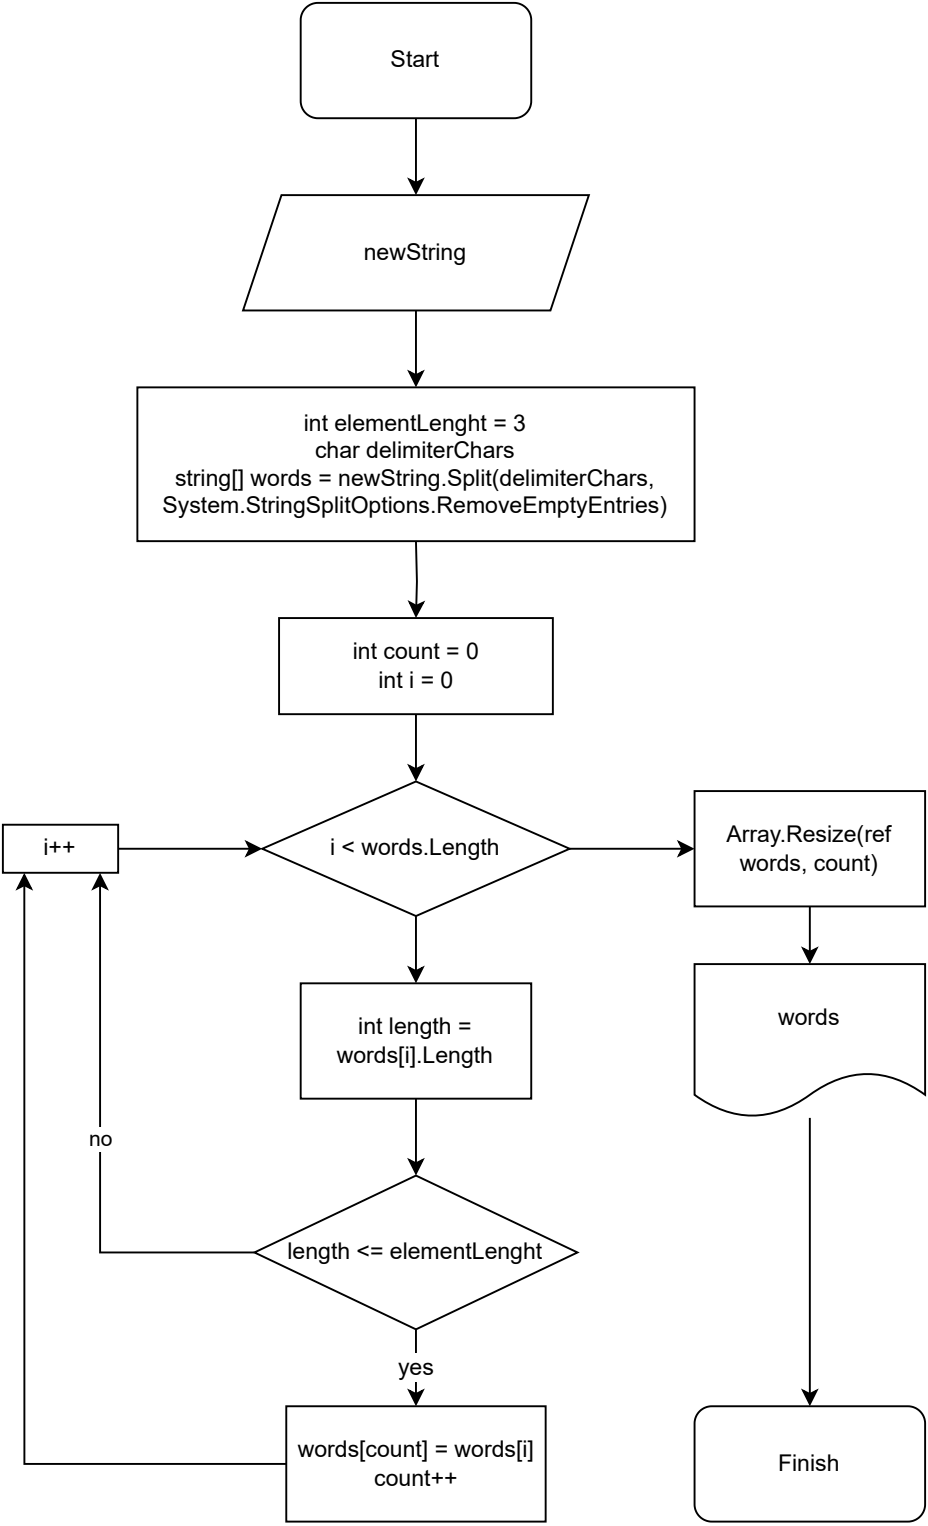 Start
newString
int elementLenght = 3
char delimiterChars
string[] words = newString.Split(delimiterChars,
System.StringSplitOptions.RemoveEmptyEntries)
int count = 0
int i = 0
i++
i < words.Length
Array.Resize(ref
words, count)
int length =
words[i].Length
words
no
length <= elementLenght
yes
words[count] = words[i]
count++
Finish